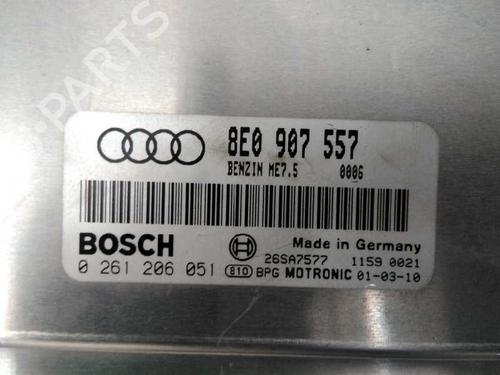 PARTS
8E0 907 557
BENZIN ME7.5 0006
BOSCH
Made in Germany
26SA7577 1159 0021
0 261 206 051 810 BPG MOTRONIC 01-03-10